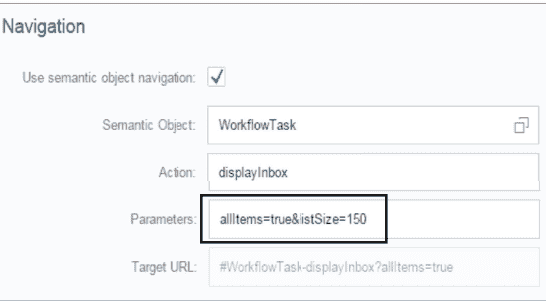 Navigation
Use semantic object navigation:
Semantic Object: WorkflowTask
Action: displayInbox
Parameters: allItems=true&istSize=150
Target URL: #WorkflowTask-displayInbox?allItems=true